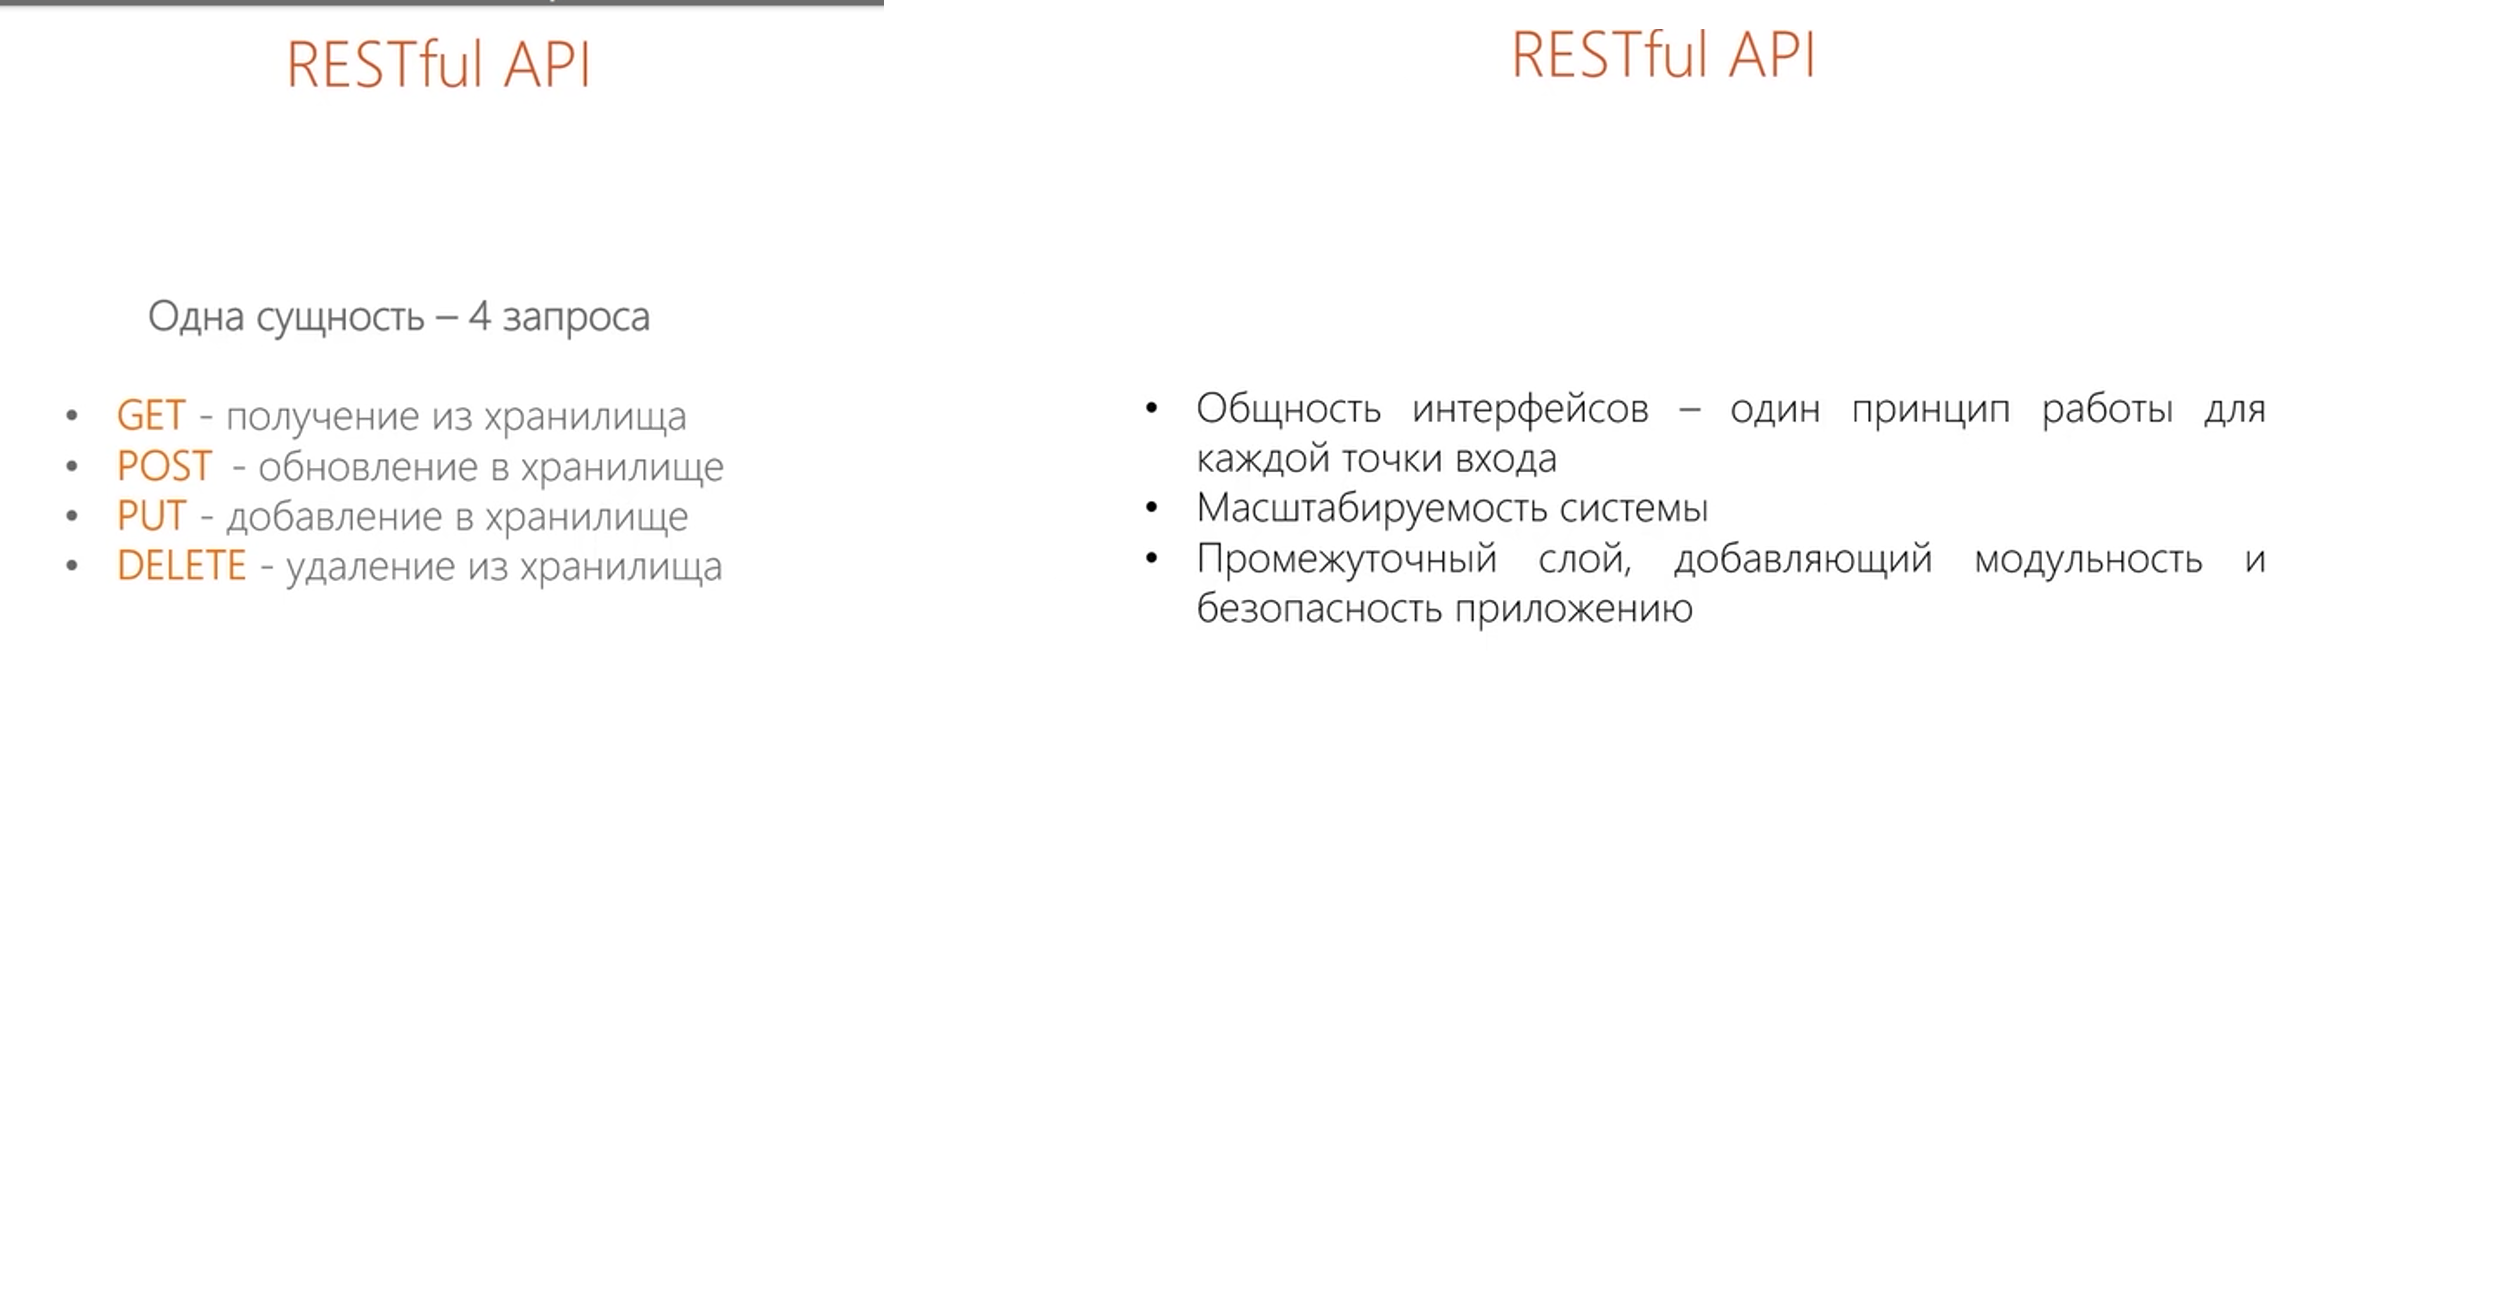 RESTful API
Одна сущность – 4 запроса
• GET - получение из хранилища
• POST - обновление в хранилище
• PUT - добавление в хранилище
• DELETE - удаление из хранилища
RESTful API
• Общность интерфейсов – один принцип работы для
каждой точки входа
• Масштабируемость системы
• Промежуточный слой, добавляющий модульность и
безопасность приложению